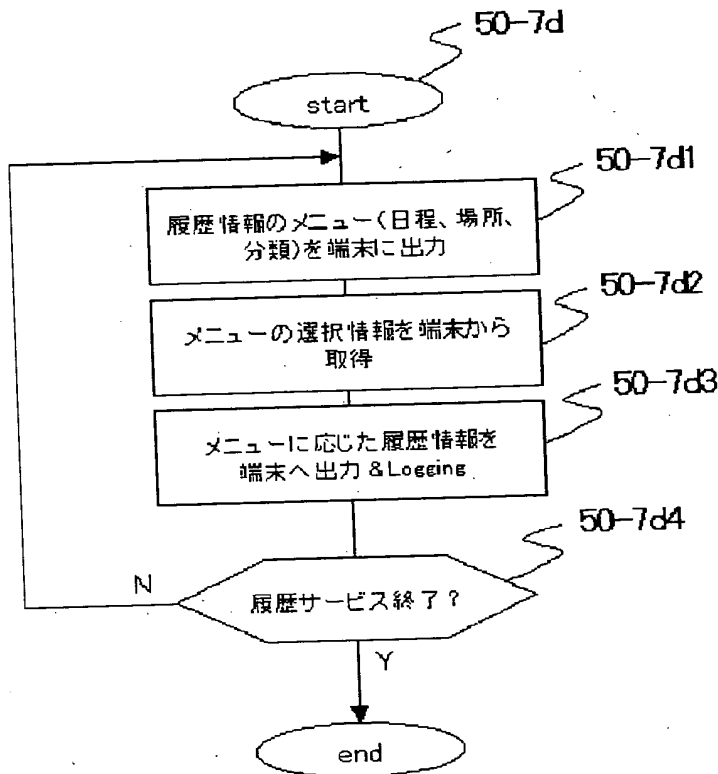 50-7d
start
50-7d1
履歴情報のメニュー(日程、場所、
分類)を端末に出力
50-7d2
メニューの選択情報を端末から
取得
50-7d3
メニューに応じた履歴情報を
端末へ出力&Logging
50-7d4
N
履歴サービス終了?
Y
end